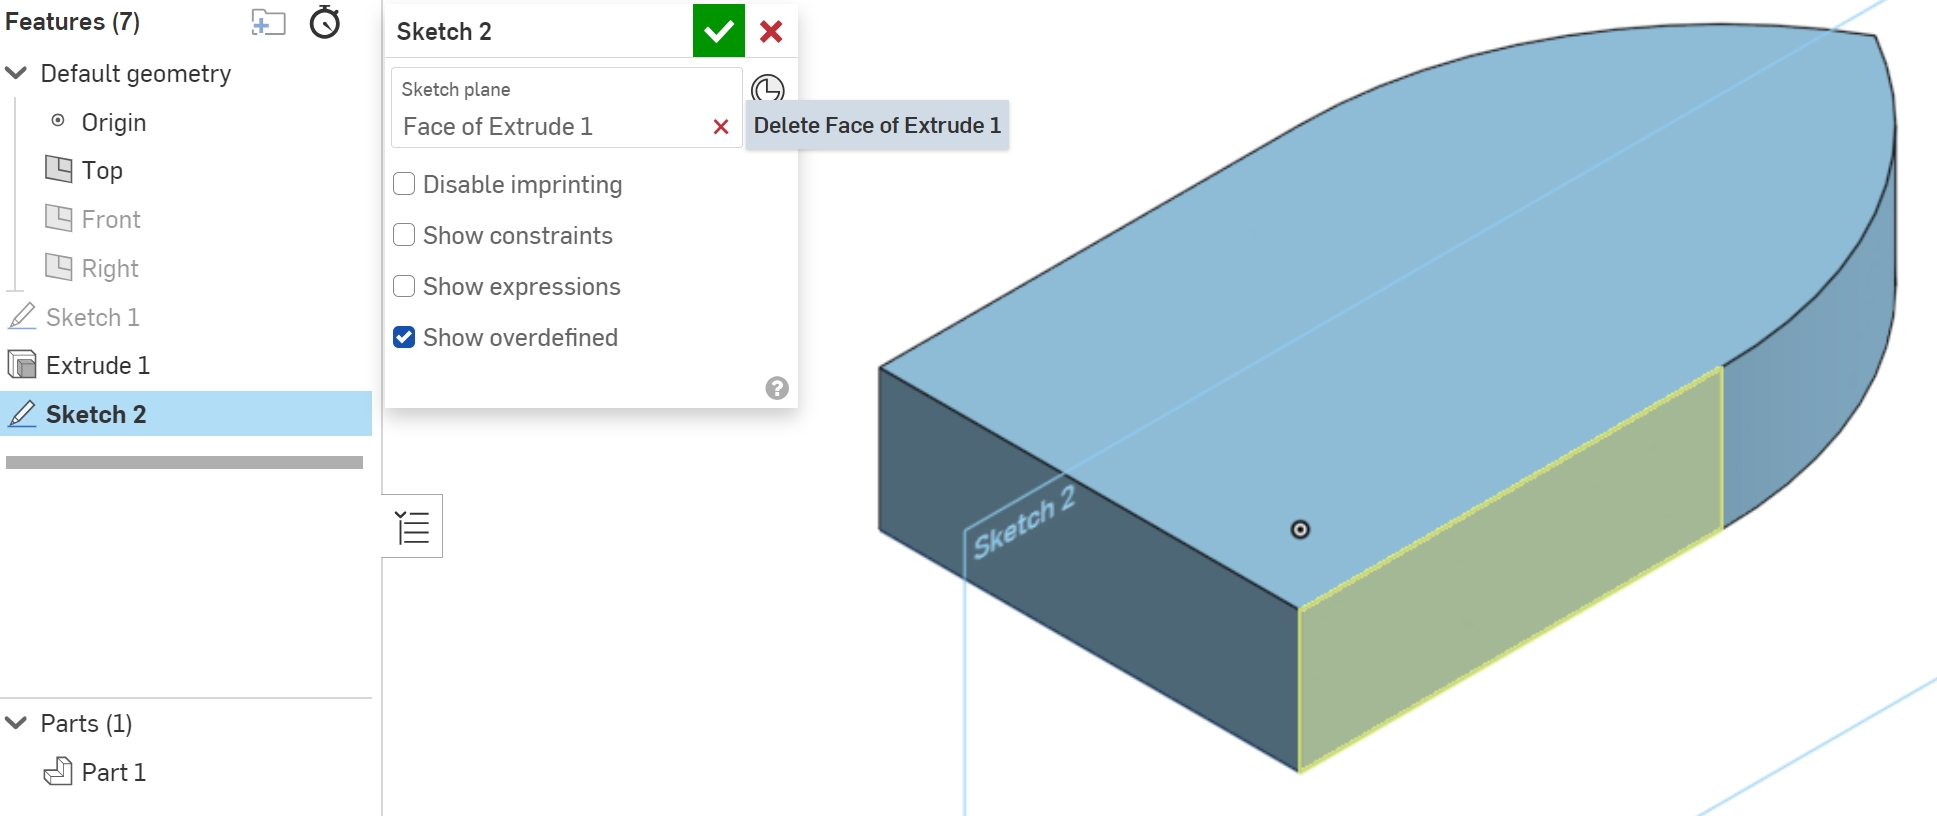 Features (7)
Default geometry
Origin
Top
Front
Right
Sketch 1
Extrude 1
Sketch 2
Parts (1)
Part 1
Sketch 2
Sketch plane
Face of Extrude 1
Delete Face of Extrude 1
Disable imprinting
Show constraints
Show expressions
Show overdefined
?
Sketch 2